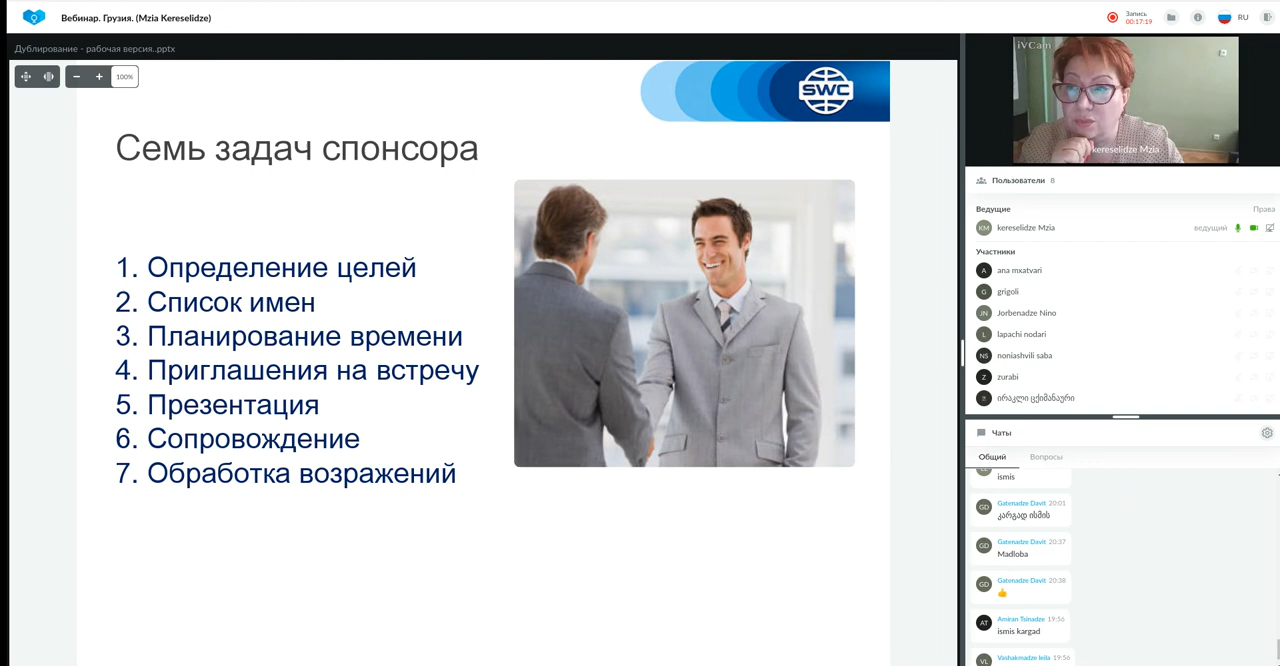 Вебинар. Грузия. (Mzia Kereselidze)
Запись
00:17:19
RU
Дублирование - рабочая версия..pptx
100%
SWC
Семь задач спонсора
1. Определение целей
2. Список имен
3. Планирование времени
4. Приглашения на встречу
5. Презентация
6. Сопровождение
7. Обработка возражений
iVCam
kereselidze Mzia
Пользователи 8
Ведущие Права
KM kereselidze Mzia ведущий
Участники
A ana mxatvari
G grigoli
JN Jorbenadze Nino
L lapachi nodari
NS noniashvili saba
Z zurabi
ირაკლი ცქიმანაური
Чаты
Общий Вопросы
ismis
GD Gatenadze Davit 20:01
კარგად ისმის
GD Gatenadze Davit 20:37
Madloba
GD Gatenadze Davit 20:38
👍
AT Amiran Tsinadze 19:56
ismis kargad
VL Vashakmadze leila 19:56